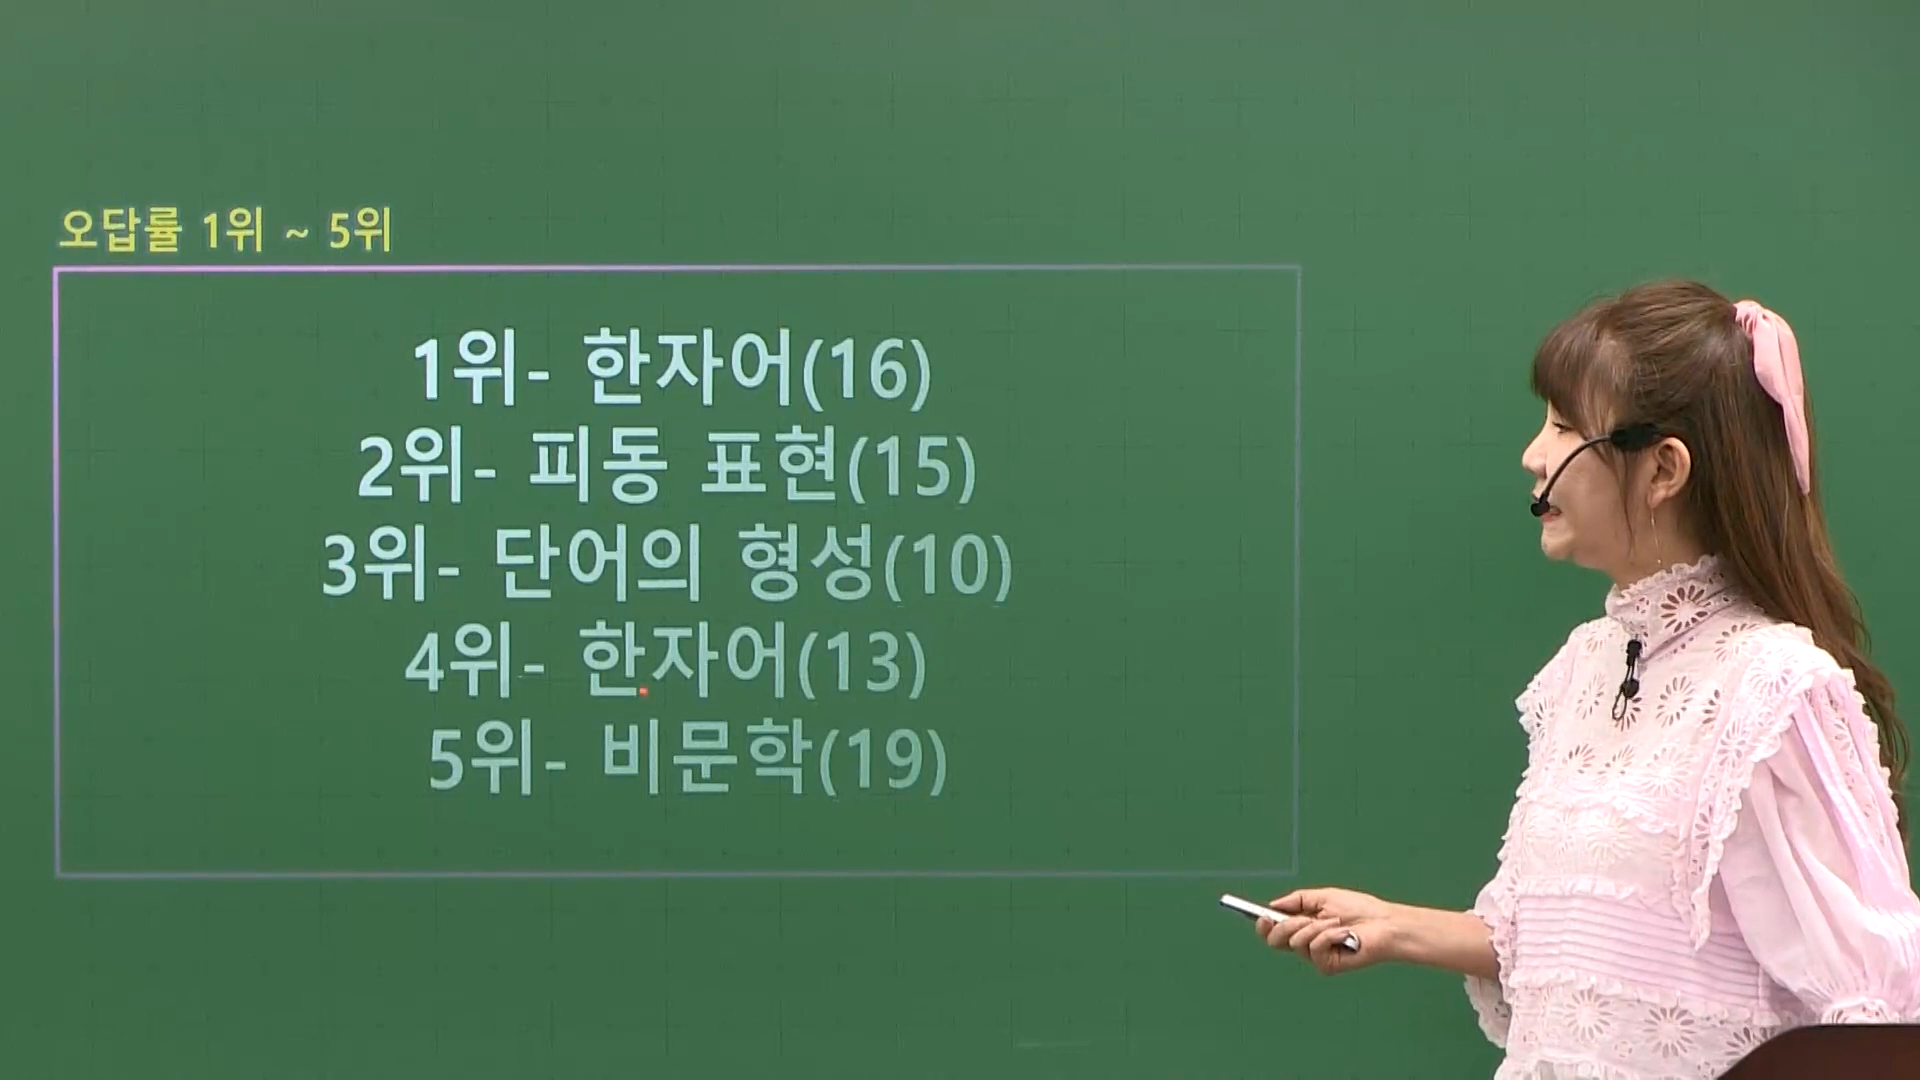 오답률 1위 ~ 5위
1위- 한자어(16)
2위- 피동 표현(15)
3위- 단어의 형성(10)
4위- 한자어(13)
5위- 비문학(19)